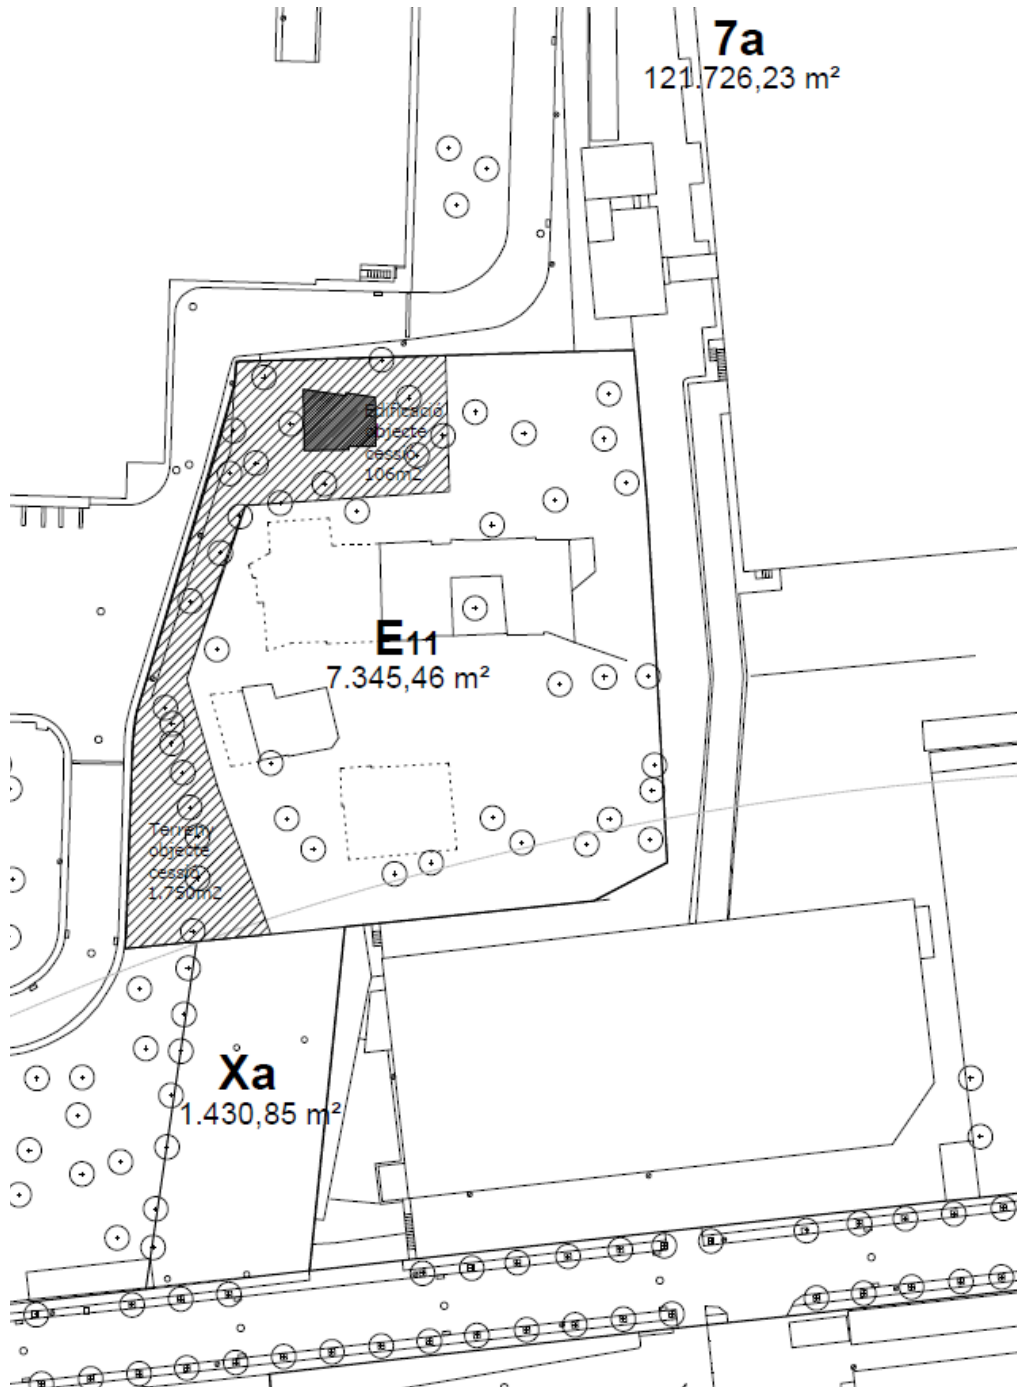 7a
121.726,23 m²
Edificació
objecte
cessió
106m2
E11
7.345,46 m²
Terreny
objecte
cessió
1.750m2
Xa
1.430,85 m²